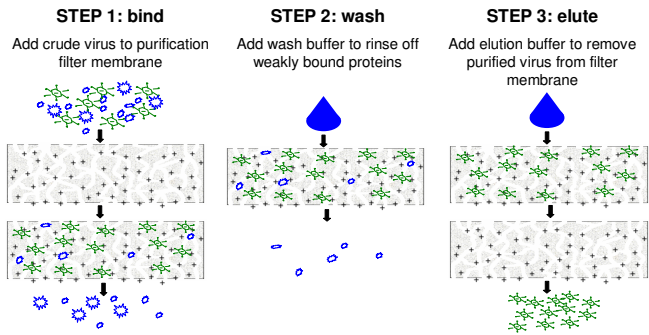 STEP 1: bind
Add crude virus to purification
filter membrane
STEP 2: wash
Add wash buffer to rinse off
weakly bound proteins
STEP 3: elute
Add elution buffer to remove
purified virus from filter
membrane